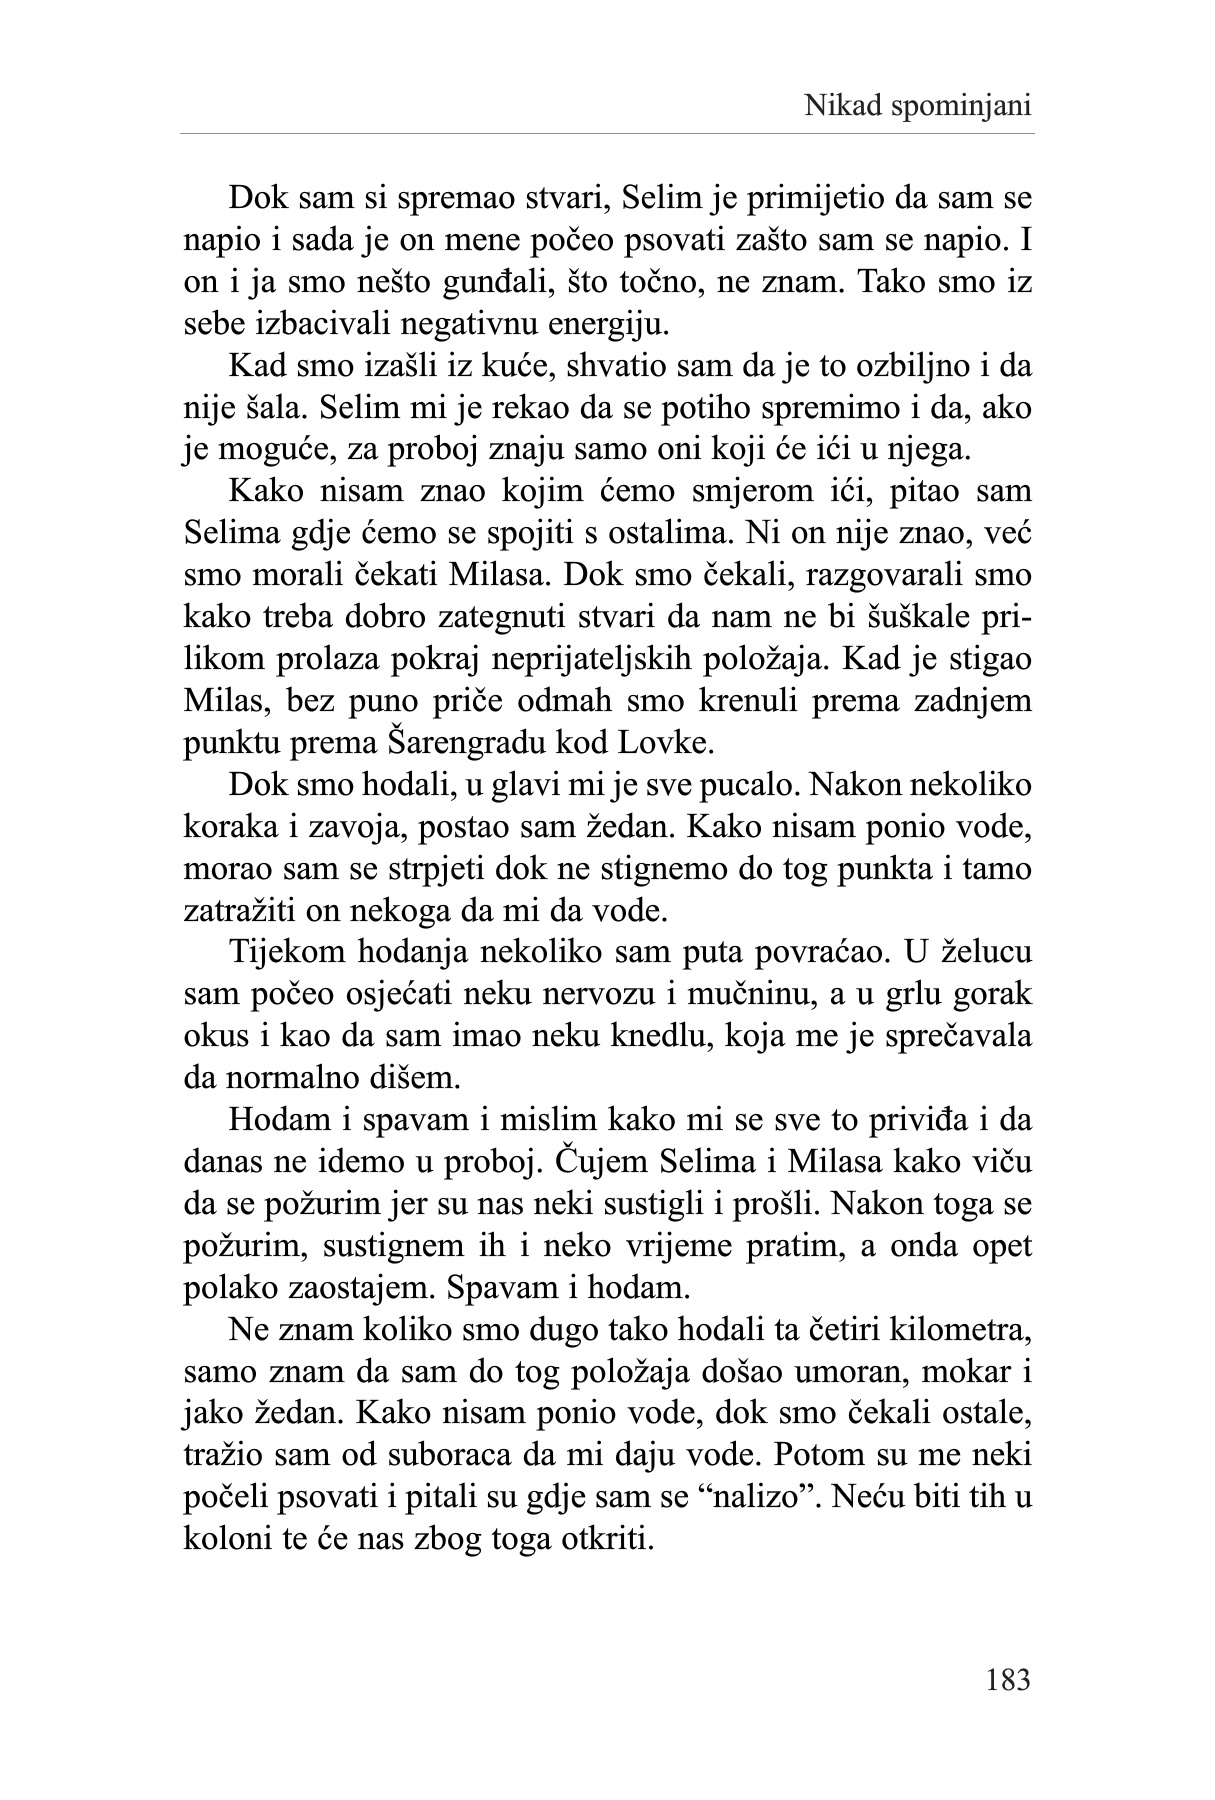 Nikad spominjani
Dok sam si spremao stvari, Selim je primijetio da sam se
napio i sada je on mene počeo psovati zašto sam se napio. I
on i ja smo nešto gunđali, što točno, ne znam. Tako smo iz
sebe izbacivali negativnu energiju.
Kad smo izašli iz kuće, shvatio sam da je to ozbiljno i da
nije šala. Selim mi je rekao da se potiho spremimo i da, ako
je moguće, za proboj znaju samo oni koji će ići u njega.
Kako nisam znao kojim ćemo smjerom ići, pitao sam
Selima gdje ćemo se spojiti s ostalima. Ni on nije znao, već
smo morali čekati Milasa. Dok smo čekali, razgovarali smo
kako treba dobro zategnuti stvari da nam ne bi šuškale pri-
likom prolaza pokraj neprijateljskih položaja. Kad je stigao
Milas, bez puno priče odmah smo krenuli prema zadnjem
punktu prema Šarengradu kod Lovke.
Dok smo hodali, u glavi mi je sve pucalo. Nakon nekoliko
koraka i zavoja, postao sam žedan. Kako nisam ponio vode,
morao sam se strpjeti dok ne stignemo do tog punkta i tamo
zatražiti on nekoga da mi da vode.
Tijekom hodanja nekoliko sam puta povraćao. U želucu
sam počeo osjećati neku nervozu i mučninu, a u grlu gorak
okus i kao da sam imao neku knedlu, koja me je sprečavala
da normalno dišem.
Hodam i spavam i mislim kako mi se sve to priviđa i da
danas ne idemo u proboj. Čujem Selima i Milasa kako viču
da se požurim jer su nas neki sustigli i prošli. Nakon toga se
požurim, sustignem ih i neko vrijeme pratim, a onda opet
polako zaostajem. Spavam i hodam.
Ne znam koliko smo dugo tako hodali ta četiri kilometra,
samo znam da sam do tog položaja došao umoran, mokar i
jako žedan. Kako nisam ponio vode, dok smo čekali ostale,
tražio sam od suboraca da mi daju vode. Potom su me neki
počeli psovati i pitali su gdje sam se “nalizo”. Neću biti tih u
koloni te će nas zbog toga otkriti.
183